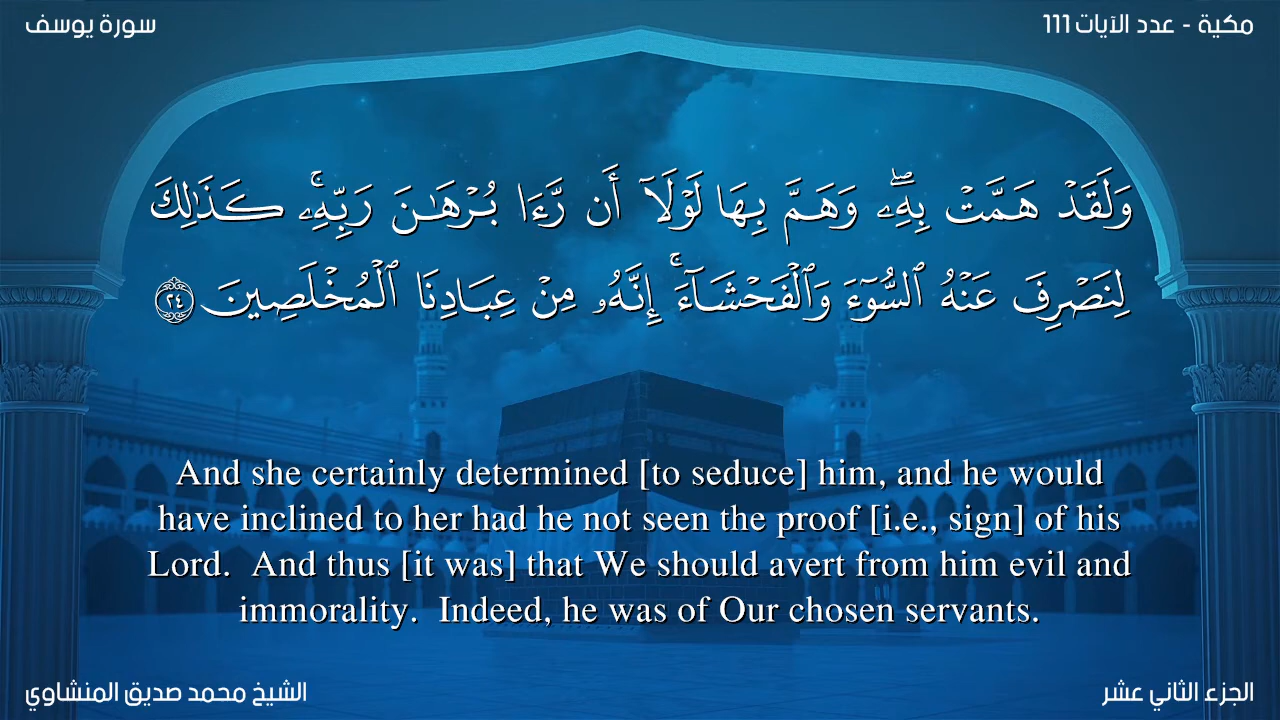 مكية - عدد الآيات 111
سورة يوسف
وَلَقَدْ هَمَّتْ بِهِۦۖ وَهَمَّ بِهَا لَوْلَآ أَن رَّءَا بُرْهَـٰنَ رَبِّهِۦۚ كَذَٰلِكَ
لِنَصْرِفَ عَنْهُ ٱلسُّوٓءَ وَٱلْفَحْشَآءَۚ إِنَّهُۥ مِنْ عِبَادِنَا ٱلْمُخْلَصِينَ ٢٤
And she certainly determined [to seduce] him, and he would
have inclined to her had he not seen the proof [i.e., sign] of his
Lord.  And thus [it was] that We should avert from him evil and
immorality.  Indeed, he was of Our chosen servants.
الجزء الثاني عشر
الشيخ محمد صديق المنشاوي